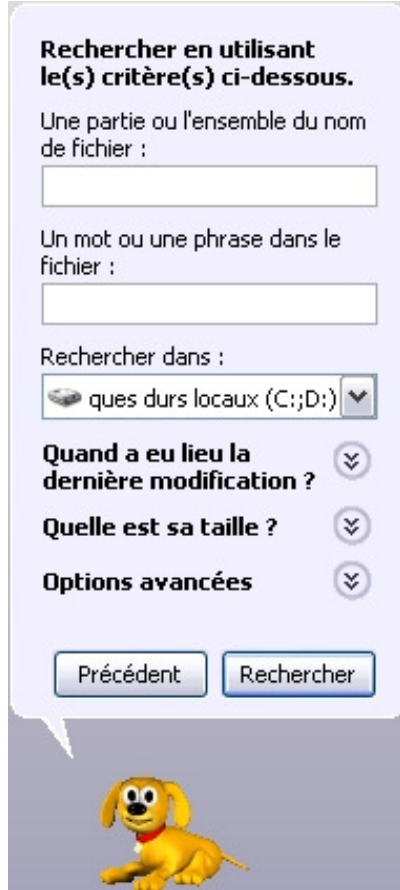 Rechercher en utilisant
le(s) critère(s) ci-dessous.
Une partie ou l'ensemble du nom
de fichier :
Un mot ou une phrase dans le
fichier :
Rechercher dans :
ques durs locaux (C:;D:)
Quand a eu lieu la
dernière modification ?
Quelle est sa taille ?
Options avancées
Précédent Rechercher